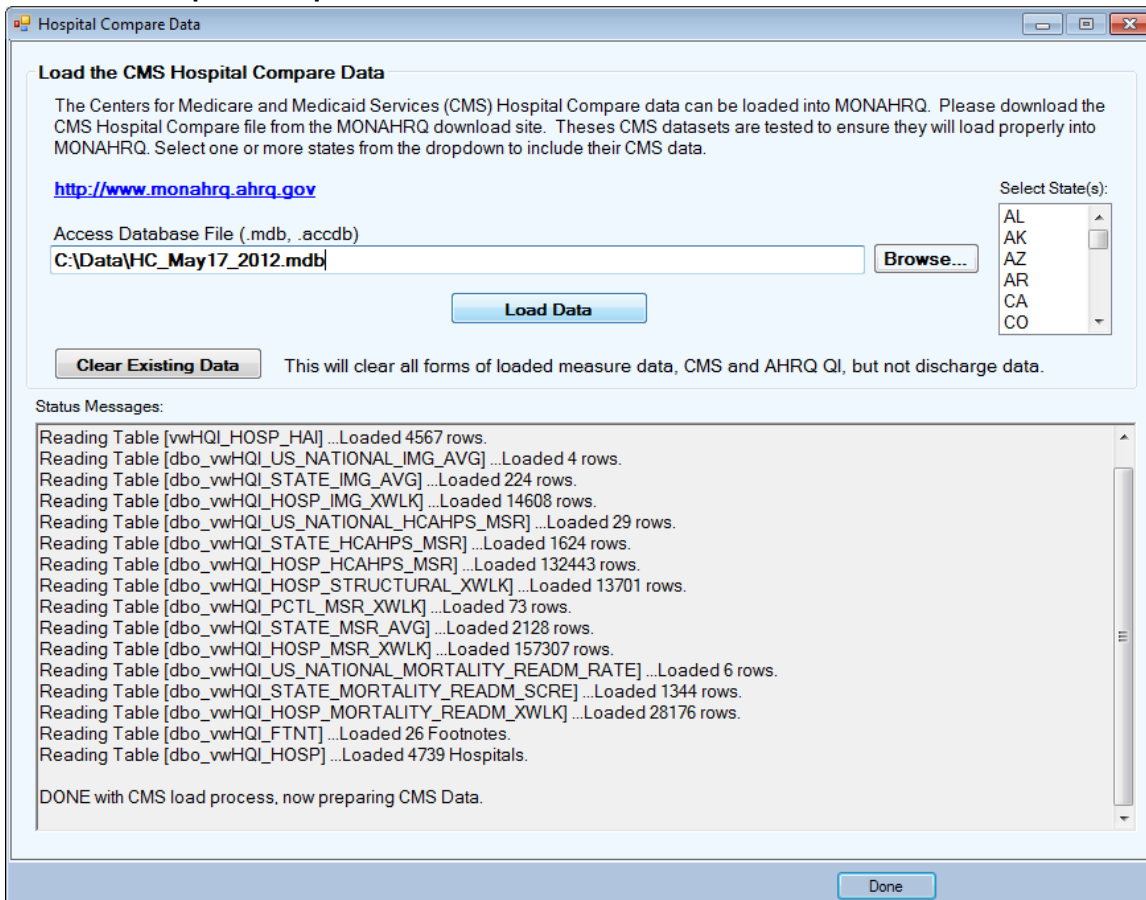 Hospital Compare Data
Load the CMS Hospital Compare Data
The Centers for Medicare and Medicaid Services (CMS) Hospital Compare data can be loaded into MONAHRQ.  Please download the
CMS Hospital Compare file from the MONAHRQ download site.  Theses CMS datasets are tested to ensure they will load properly into
MONAHRQ. Select one or more states from the dropdown to include their CMS data.
http://www.monahrq.ahrq.gov
Select State(s):
AL
AK
AZ
AR
CA
CO
Access Database File (.mdb, .accdb)
C:\Data\HC_May17_2012.mdb
Browse...
Load Data
Clear Existing Data
This will clear all forms of loaded measure data, CMS and AHRQ QI, but not discharge data.
Status Messages:
Reading Table [vwHQI_HOSP_HAI] ...Loaded 4567 rows.
Reading Table [dbo_vwHQI_US_NATIONAL_IMG_AVG] ...Loaded 4 rows.
Reading Table [dbo_vwHQI_STATE_IMG_AVG] ...Loaded 224 rows.
Reading Table [dbo_vwHQI_HOSP_IMG_XWLK] ...Loaded 14608 rows.
Reading Table [dbo_vwHQI_US_NATIONAL_HCAHPS_MSR] ...Loaded 29 rows.
Reading Table [dbo_vwHQI_STATE_HCAHPS_MSR] ...Loaded 1624 rows.
Reading Table [dbo_vwHQI_HOSP_HCAHPS_MSR] ...Loaded 132443 rows.
Reading Table [dbo_vwHQI_HOSP_STRUCTURAL_XWLK] ...Loaded 13701 rows.
Reading Table [dbo_vwHQI_PCTL_MSR_XWLK] ...Loaded 73 rows.
Reading Table [dbo_vwHQI_STATE_MSR_AVG] ...Loaded 2128 rows.
Reading Table [dbo_vwHQI_HOSP_MSR_XWLK] ...Loaded 157307 rows.
Reading Table [dbo_vwHQI_US_NATIONAL_MORTALITY_READM_RATE] ...Loaded 6 rows.
Reading Table [dbo_vwHQI_STATE_MORTALITY_READM_SCRE] ...Loaded 1344 rows.
Reading Table [dbo_vwHQI_HOSP_MORTALITY_READM_XWLK] ...Loaded 28176 rows.
Reading Table [dbo_vwHQI_FTNT] ...Loaded 26 Footnotes.
Reading Table [dbo_vwHQI_HOSP] ...Loaded 4739 Hospitals.
DONE with CMS load process, now preparing CMS Data.
Done